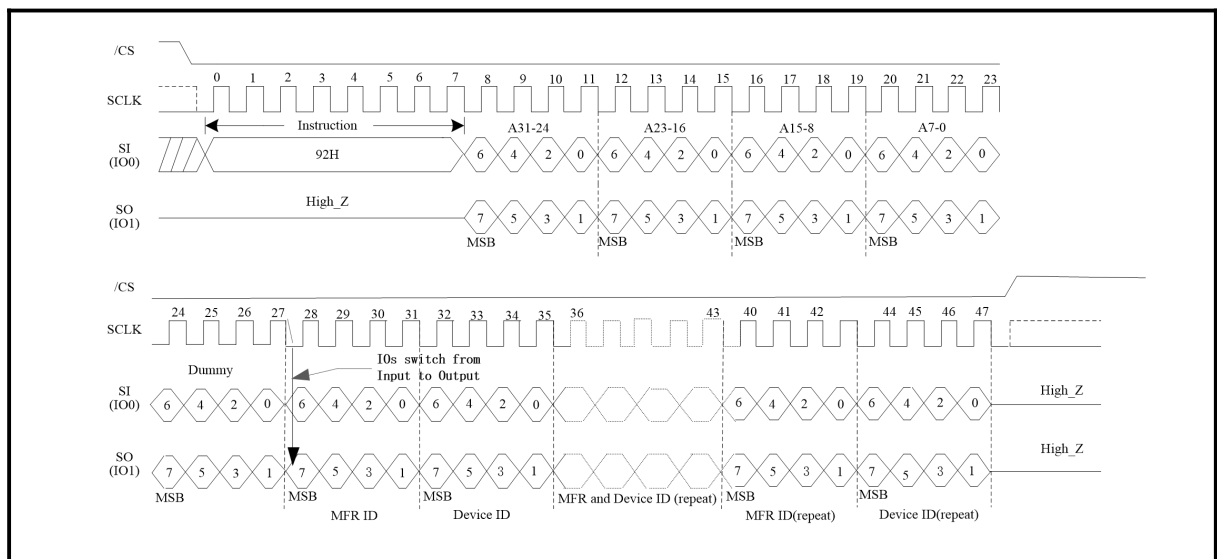 /CS
0 1 2 3 4 5 6 7 8 9 10 11 12 13 14 15 16 17 18 19 20 21 22 23
SCLK
Instruction A31-24 A23-16 A15-8 A7-0
SI
(IO0)
92H 6 4 2 0 6 4 2 0 6 4 2 0 6 4 2 0
High_Z
SO
(IO1)
7 5 3 1 7 5 3 1 7 5 3 1 7 5 3 1
MSB MSB MSB MSB
/CS
24 25 26 27 28 29 30 31 32 33 34 35 36 43 40 41 42 44 45 46 47
SCLK
IOs switch from
Input to Output
Dummy
SI
(IO0)
6 4 2 0 6 4 2 0 6 4 2 0 6 4 2 0 6 4 2 0 High_Z
SO
(IO1)
7 5 3 1 7 5 3 1 7 5 3 1 7 5 3 1 7 5 3 1 High_Z
MSB MSB MSB MFR and Device ID (repeat) MSB MSB
MFR ID Device ID MFR ID(repeat) Device ID(repeat)